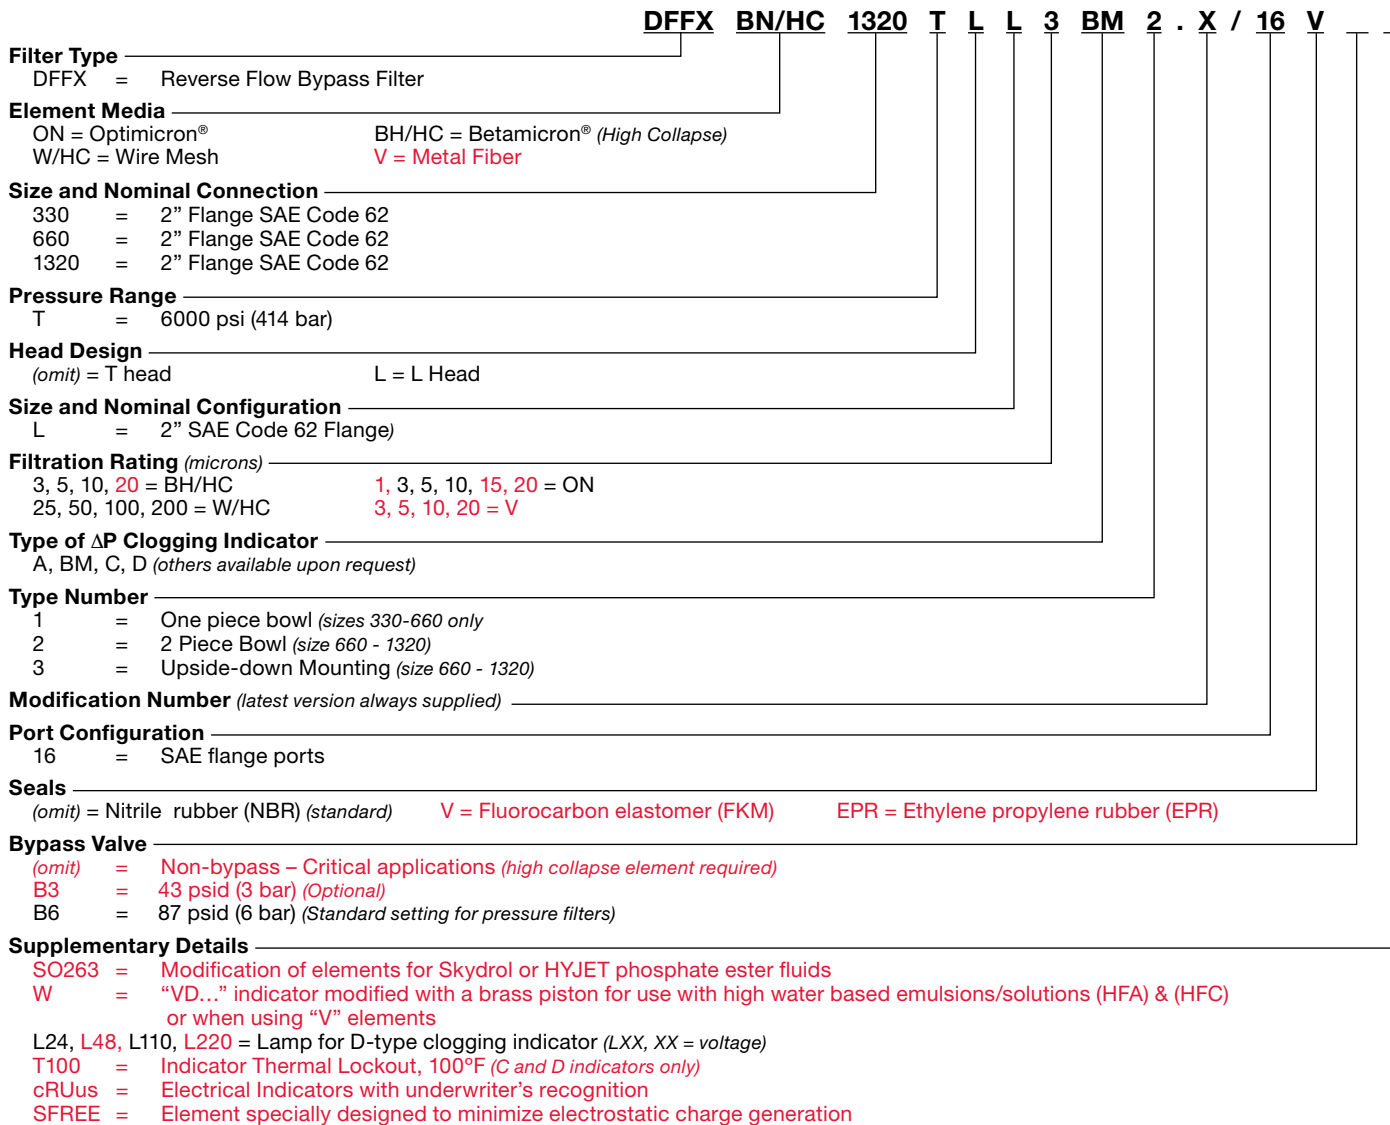 DFFX BN/HC 1320 T L L 3 BM 2 . X / 16 V
Filter Type
DFFX = Reverse Flow Bypass Filter
Element Media
ON = Optimicron® BH/HC = Betamicron® (High Collapse)
W/HC = Wire Mesh V = Metal Fiber
Size and Nominal Connection
330 = 2” Flange SAE Code 62
660 = 2” Flange SAE Code 62
1320 = 2” Flange SAE Code 62
Pressure Range
T = 6000 psi (414 bar)
Head Design
(omit) = T head L = L Head
Size and Nominal Configuration
L = 2” SAE Code 62 Flange)
Filtration Rating (microns)
3, 5, 10, 20 = BH/HC 1, 3, 5, 10, 15, 20 = ON
25, 50, 100, 200 = W/HC 3, 5, 10, 20 = V
Type of ΔP Clogging Indicator
A, BM, C, D (others available upon request)
Type Number
1 = One piece bowl (sizes 330-660 only
2 = 2 Piece Bowl (size 660 - 1320)
3 = Upside-down Mounting (size 660 - 1320)
Modification Number (latest version always supplied)
Port Configuration
16 = SAE flange ports
Seals
(omit) = Nitrile rubber (NBR) (standard) V = Fluorocarbon elastomer (FKM) EPR = Ethylene propylene rubber (EPR)
Bypass Valve
(omit) = Non-bypass – Critical applications (high collapse element required)
B3 = 43 psid (3 bar) (Optional)
B6 = 87 psid (6 bar) (Standard setting for pressure filters)
Supplementary Details
SO263 = Modification of elements for Skydrol or HYJET phosphate ester fluids
W = “VD…” indicator modified with a brass piston for use with high water based emulsions/solutions (HFA) & (HFC)
or when using “V” elements
L24, L48, L110, L220 = Lamp for D-type clogging indicator (LXX, XX = voltage)
T100 = Indicator Thermal Lockout, 100ºF (C and D indicators only)
cRUus = Electrical Indicators with underwriter’s recognition
SFREE = Element specially designed to minimize electrostatic charge generation